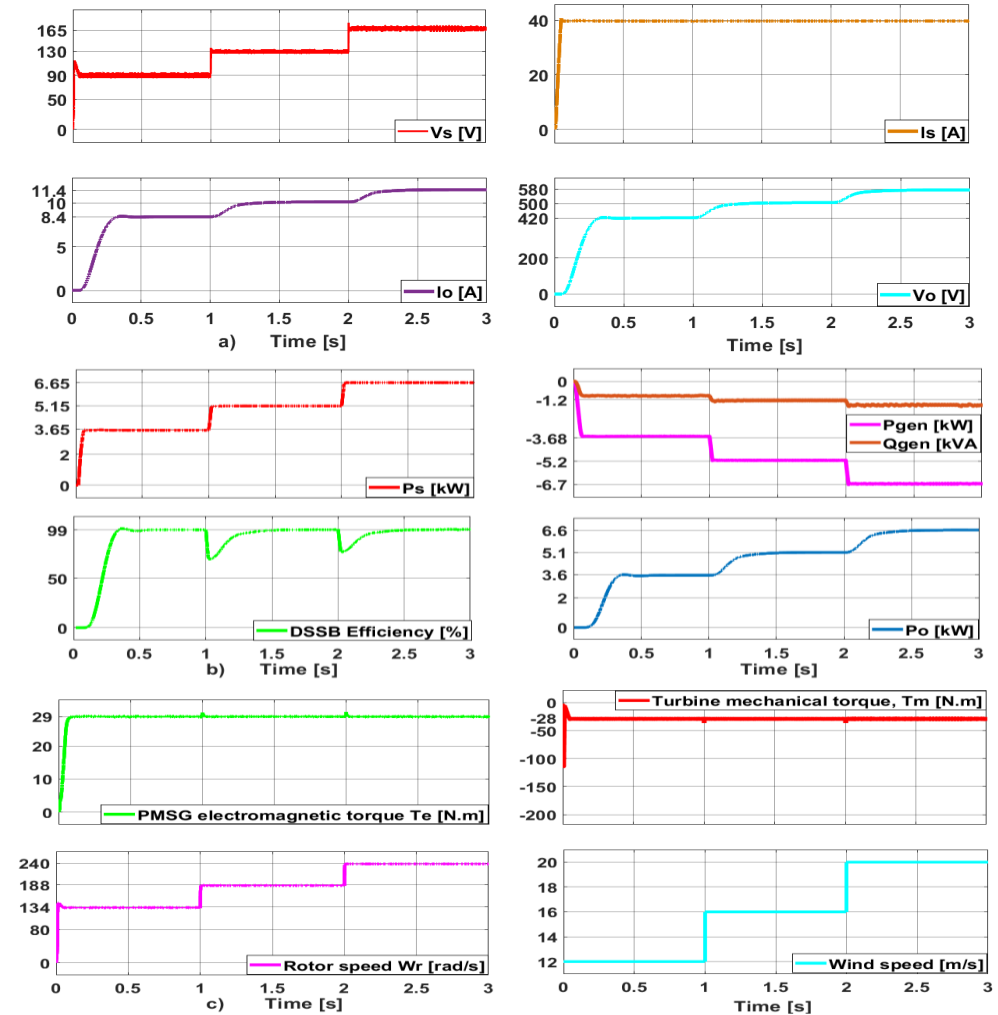 165
130
90
50
0
Vs [V]
40
20
0
Is [A]
11.4
10
8.4
5
0
Io [A]
0 0.5 1 1.5 2 2.5 3
a) Time [s]
580
500
420
200
0
Vo [V]
0 0.5 1 1.5 2 2.5 3
Time [s]
6.65
5.15
3.65
2
0
Ps [kW]
0
-1.2
-3.68
-5.2
-6.7
Pgen [kW]
Qgen [kVA
99
50
0
DSSB Efficiency [%]
0 0.5 1 1.5 2 2.5 3
b) Time [s]
6.6
5.1
3.6
2
0
Po [kW]
0 0.5 1 1.5 2 2.5 3
Time [s]
29
20
10
0
PMSG electromagnetic torque Te [N.m]
0
-28
-50
-100
-150
-200
Turbine mechanical torque, Tm [N.m]
240
188
134
80
0
Rotor speed Wr [rad/s]
0 0.5 1 1.5 2 2.5 3
c) Time [s]
20
18
16
14
12
Wind speed [m/s]
0 0.5 1 1.5 2 2.5 3
Time [s]